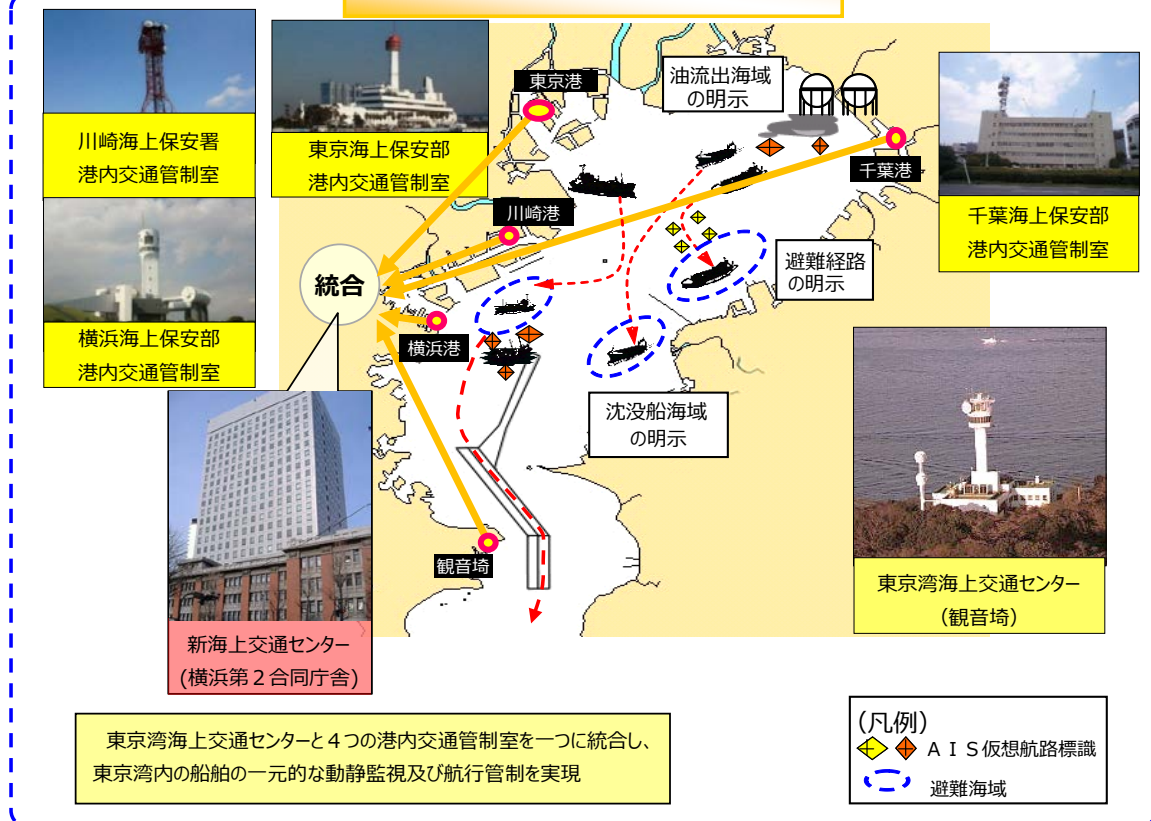 川崎海上保安署
港内交通管制室
東京海上保安部
港内交通管制室
東京港
油流出海域
の明示
千葉港
千葉海上保安部
港内交通管制室
川崎港
統合
避難経路
の明示
横浜海上保安部
港内交通管制室
横浜港
沈没船海域
の明示
観音埼
東京湾海上交通センター
（観音埼）
新海上交通センター
(横浜第２合同庁舎)
東京湾海上交通センターと４つの港内交通管制室を一つに統合し、
東京湾内の船舶の一元的な動静監視及び航行管制を実現
（凡例）
ＡＩＳ仮想航路標識
避難海域